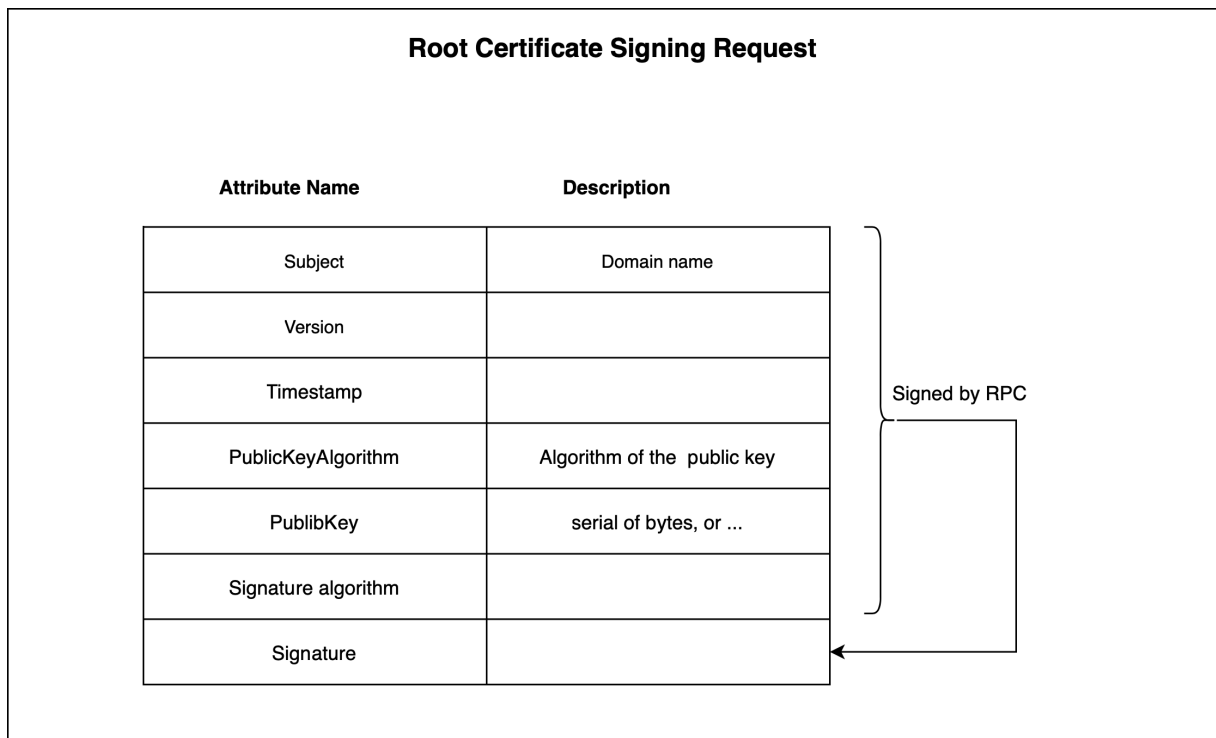 Root Certificate Signing Request
Attribute Name Description
Subject Domain name
Version
Timestamp
Signed by RPC
PublicKeyAlgorithm Algorithm of the  public key
PublibKey serial of bytes, or ...
Signature algorithm
Signature